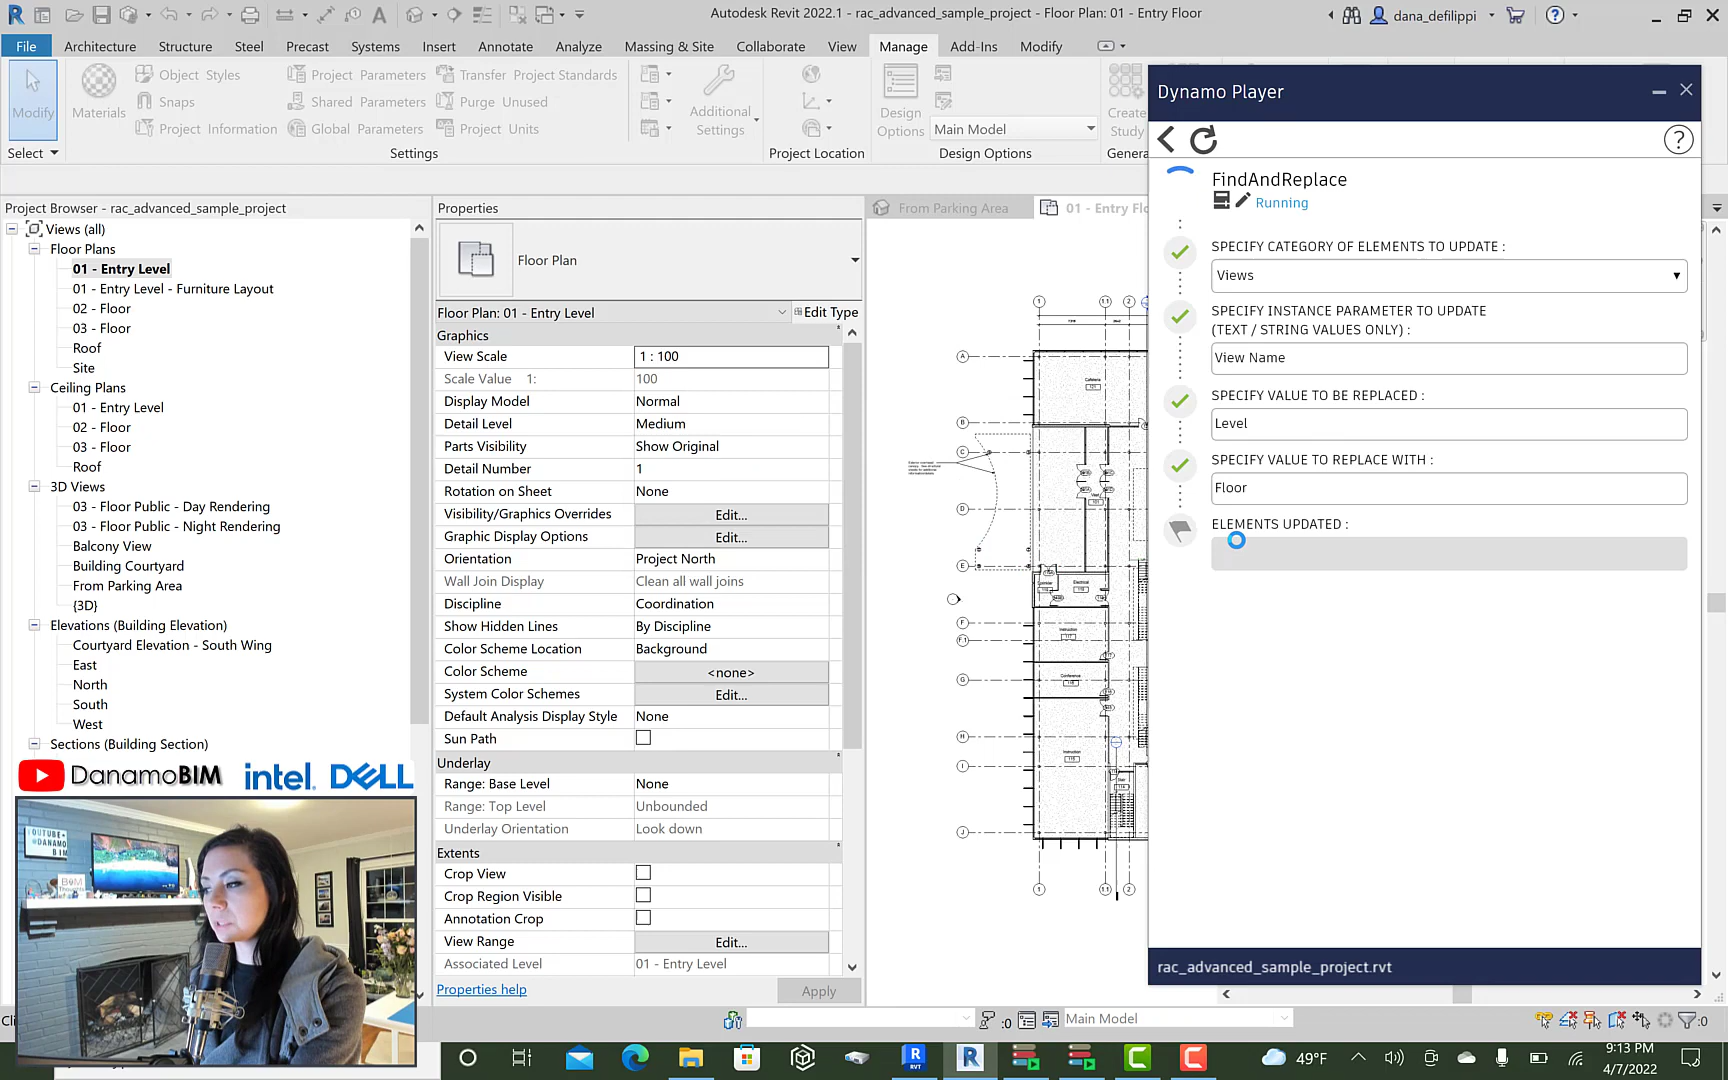 Autodesk Revit 2022.1 - rac_advanced_sample_project - Floor Plan: 01 - Entry Floor
dana_defilippi
File
Architecture
Structure
Steel
Precast
Systems
Insert
Annotate
Analyze
Massing & Site
Collaborate
View
Manage
Add-Ins
Modify
Modify
Select
Materials
Object Styles
Snaps
Project Information
Project Parameters
Shared Parameters
Global Parameters
Transfer Project Standards
Purge Unused
Project Units
Settings
Additional Settings
Project Location
Design Options
Main Model
Design Options
Create Study
Genera
Project Browser - rac_advanced_sample_project
Views (all)
Floor Plans
01 - Entry Level
01 - Entry Level - Furniture Layout
02 - Floor
03 - Floor
Roof
Site
Ceiling Plans
01 - Entry Level
02 - Floor
03 - Floor
Roof
3D Views
03 - Floor Public - Day Rendering
03 - Floor Public - Night Rendering
Balcony View
Building Courtyard
From Parking Area
{3D}
Elevations (Building Elevation)
Courtyard Elevation - South Wing
East
North
South
West
Sections (Building Section)
DanamoBIM intel. DELL
Properties
Floor Plan
Floor Plan: 01 - Entry Level
Edit Type
Graphics
View Scale 1 : 100
Scale Value 1: 100
Display Model Normal
Detail Level Medium
Parts Visibility Show Original
Detail Number 1
Rotation on Sheet None
Visibility/Graphics Overrides Edit...
Graphic Display Options Edit...
Orientation Project North
Wall Join Display Clean all wall joins
Discipline Coordination
Show Hidden Lines By Discipline
Color Scheme Location Background
Color Scheme <none>
System Color Schemes Edit...
Default Analysis Display Style None
Sun Path
Underlay
Range: Base Level None
Range: Top Level Unbounded
Underlay Orientation Look down
Extents
Crop View
Crop Region Visible
Annotation Crop
View Range Edit...
Associated Level 01 - Entry Level
Properties help
Apply
From Parking Area
01 - Entry Flo
Dynamo Player
FindAndReplace
Running
SPECIFY CATEGORY OF ELEMENTS TO UPDATE :
Views
SPECIFY INSTANCE PARAMETER TO UPDATE
(TEXT / STRING VALUES ONLY) :
View Name
SPECIFY VALUE TO BE REPLACED :
Level
SPECIFY VALUE TO REPLACE WITH :
Floor
ELEMENTS UPDATED :
rac_advanced_sample_project.rvt
:0
Main Model
:0
49°F
9:13 PM
4/7/2022